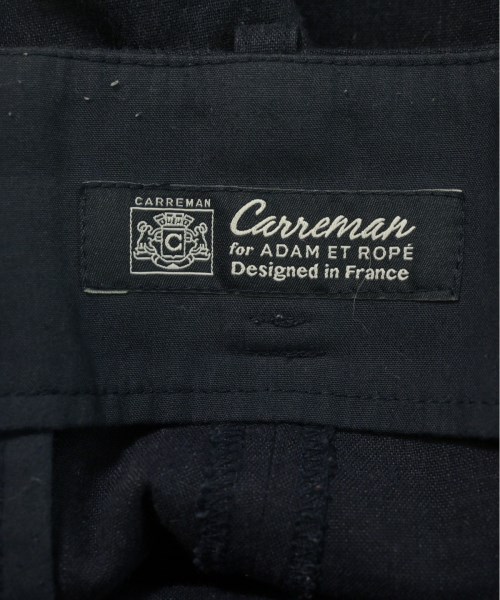 CARREMAN
C
Carreman
for ADAM ET ROPÉ
Designed in France